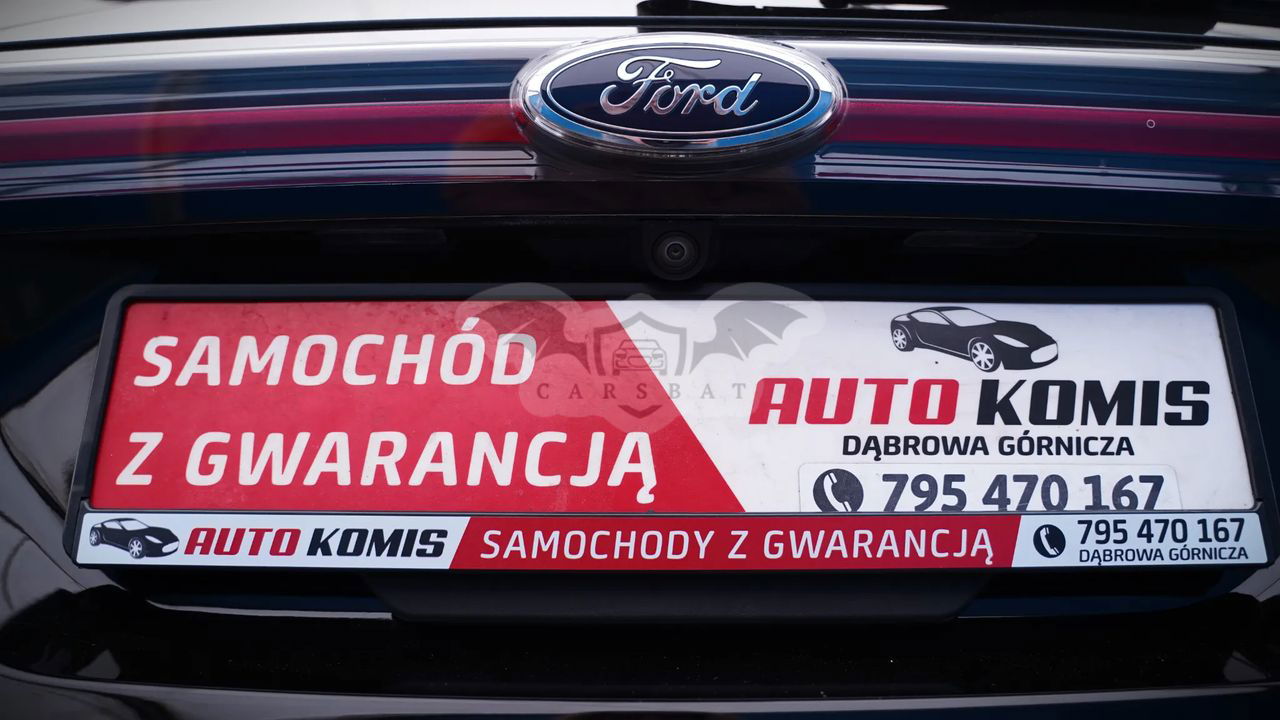 Ford
SAMOCHÓD
Z GWARANCJĄ
CARSBAT
AUTO KOMIS
DĄBROWA GÓRNICZA
795 470 167
AUTO KOMIS SAMOCHODY Z GWARANCJĄ 795 470 167
DĄBROWA GÓRNICZA